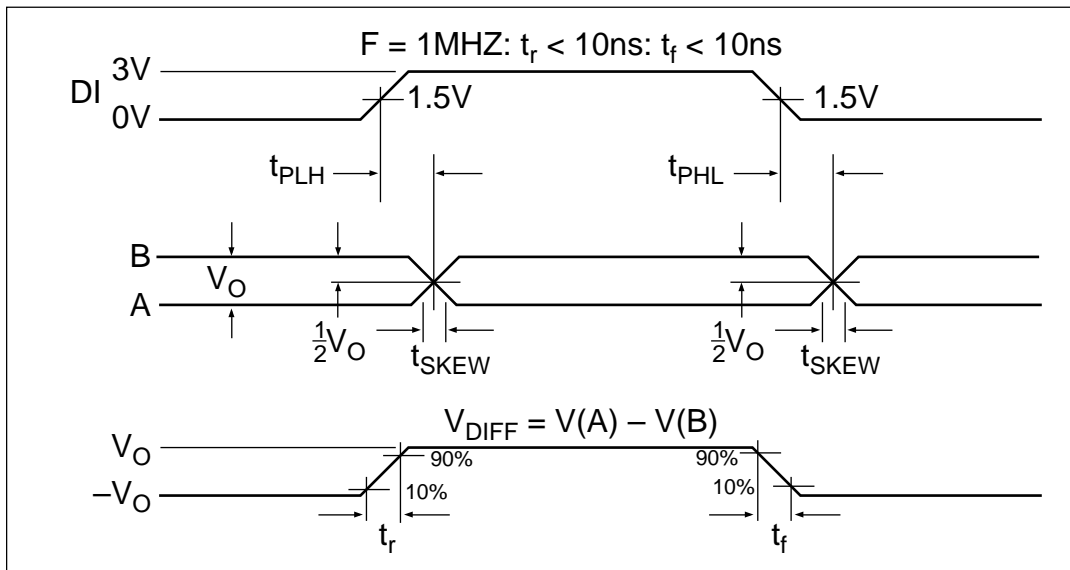 F = 1MHZ: tr < 10ns: tf < 10ns
3V
DI
0V
1.5V
1.5V
tPLH
tPHL
B
VO
A
½VO
tSKEW
½VO
tSKEW
VDIFF = V(A) – V(B)
VO
–VO
90%
10%
90%
10%
tr
tf